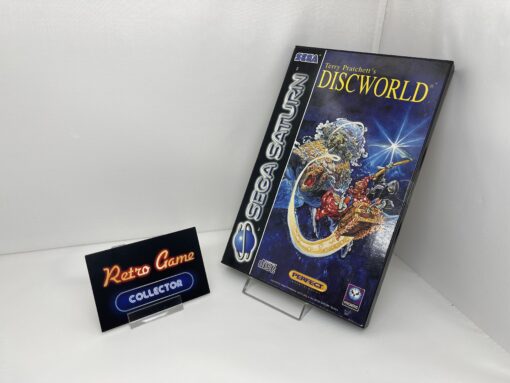 SEGA
Terry Pratchett's
DISCWORLD
SEGA SATURN
PERFECT
Retro Game
COLLECTOR